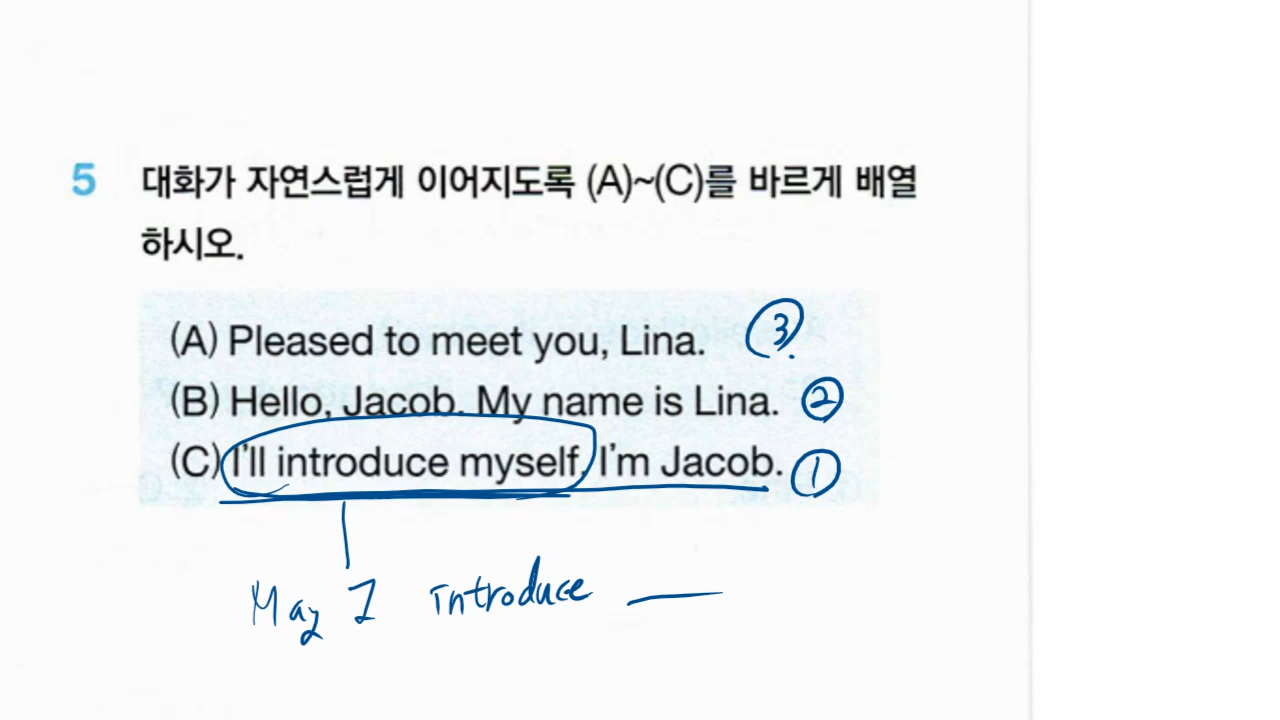 5 대화가 자연스럽게 이어지도록 (A)~(C)를 바르게 배열
하시오.
(A) Pleased to meet you, Lina. ③
(B) Hello, Jacob. My name is Lina. ②
(C) I'll introduce myself. I'm Jacob. ①
May I introduce